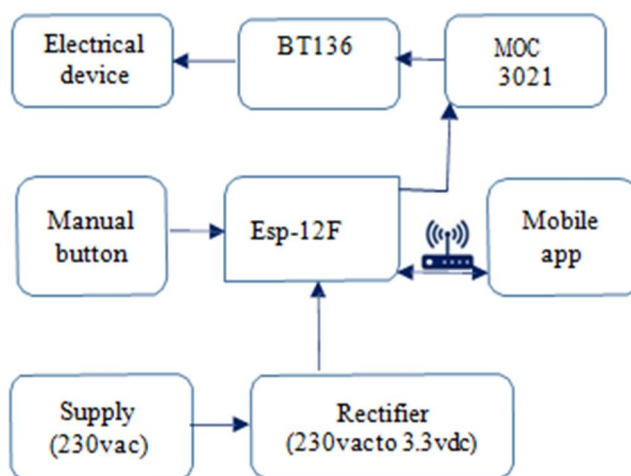 Electrical
device
BT136
MOC
3021
Manual
button
Esp-12F
Mobile
app
Supply
(230vac)
Rectifier
(230vacto 3.3vdc)